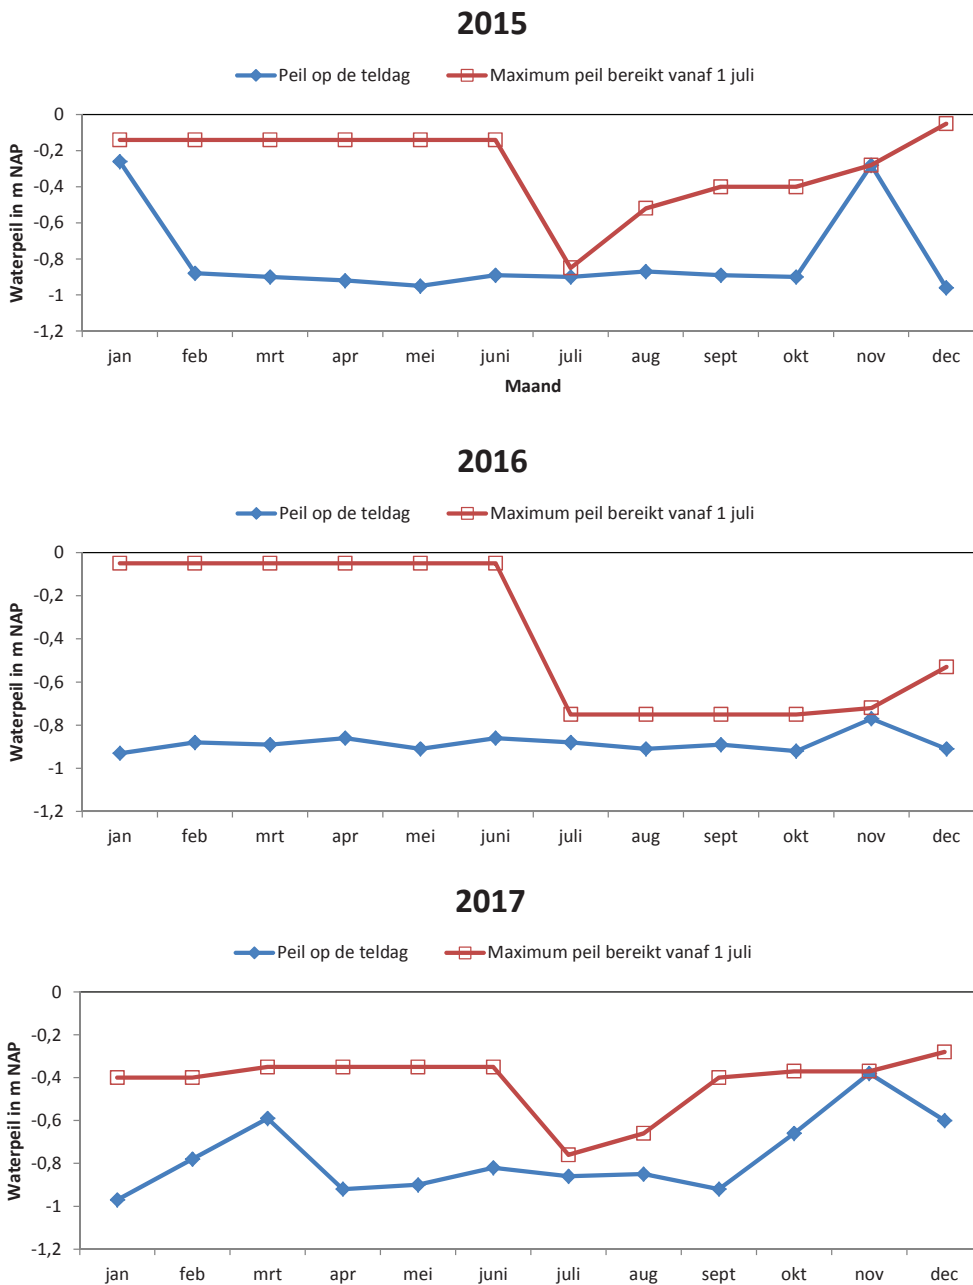 2015
Peil op de teldag Maximum peil bereikt vanaf 1 juli
Waterpeil in m NAP
0
-0,2
-0,4
-0,6
-0,8
-1
-1,2
jan feb mrt apr mei juni juli aug sept okt nov dec
Maand
2016
Peil op de teldag Maximum peil bereikt vanaf 1 juli
Waterpeil in m NAP
0
-0,2
-0,4
-0,6
-0,8
-1
-1,2
jan feb mrt apr mei juni juli aug sept okt nov dec
2017
Peil op de teldag Maximum peil bereikt vanaf 1 juli
Waterpeil in m NAP
0
-0,2
-0,4
-0,6
-0,8
-1
-1,2
jan feb mrt apr mei juni juli aug sept okt nov dec